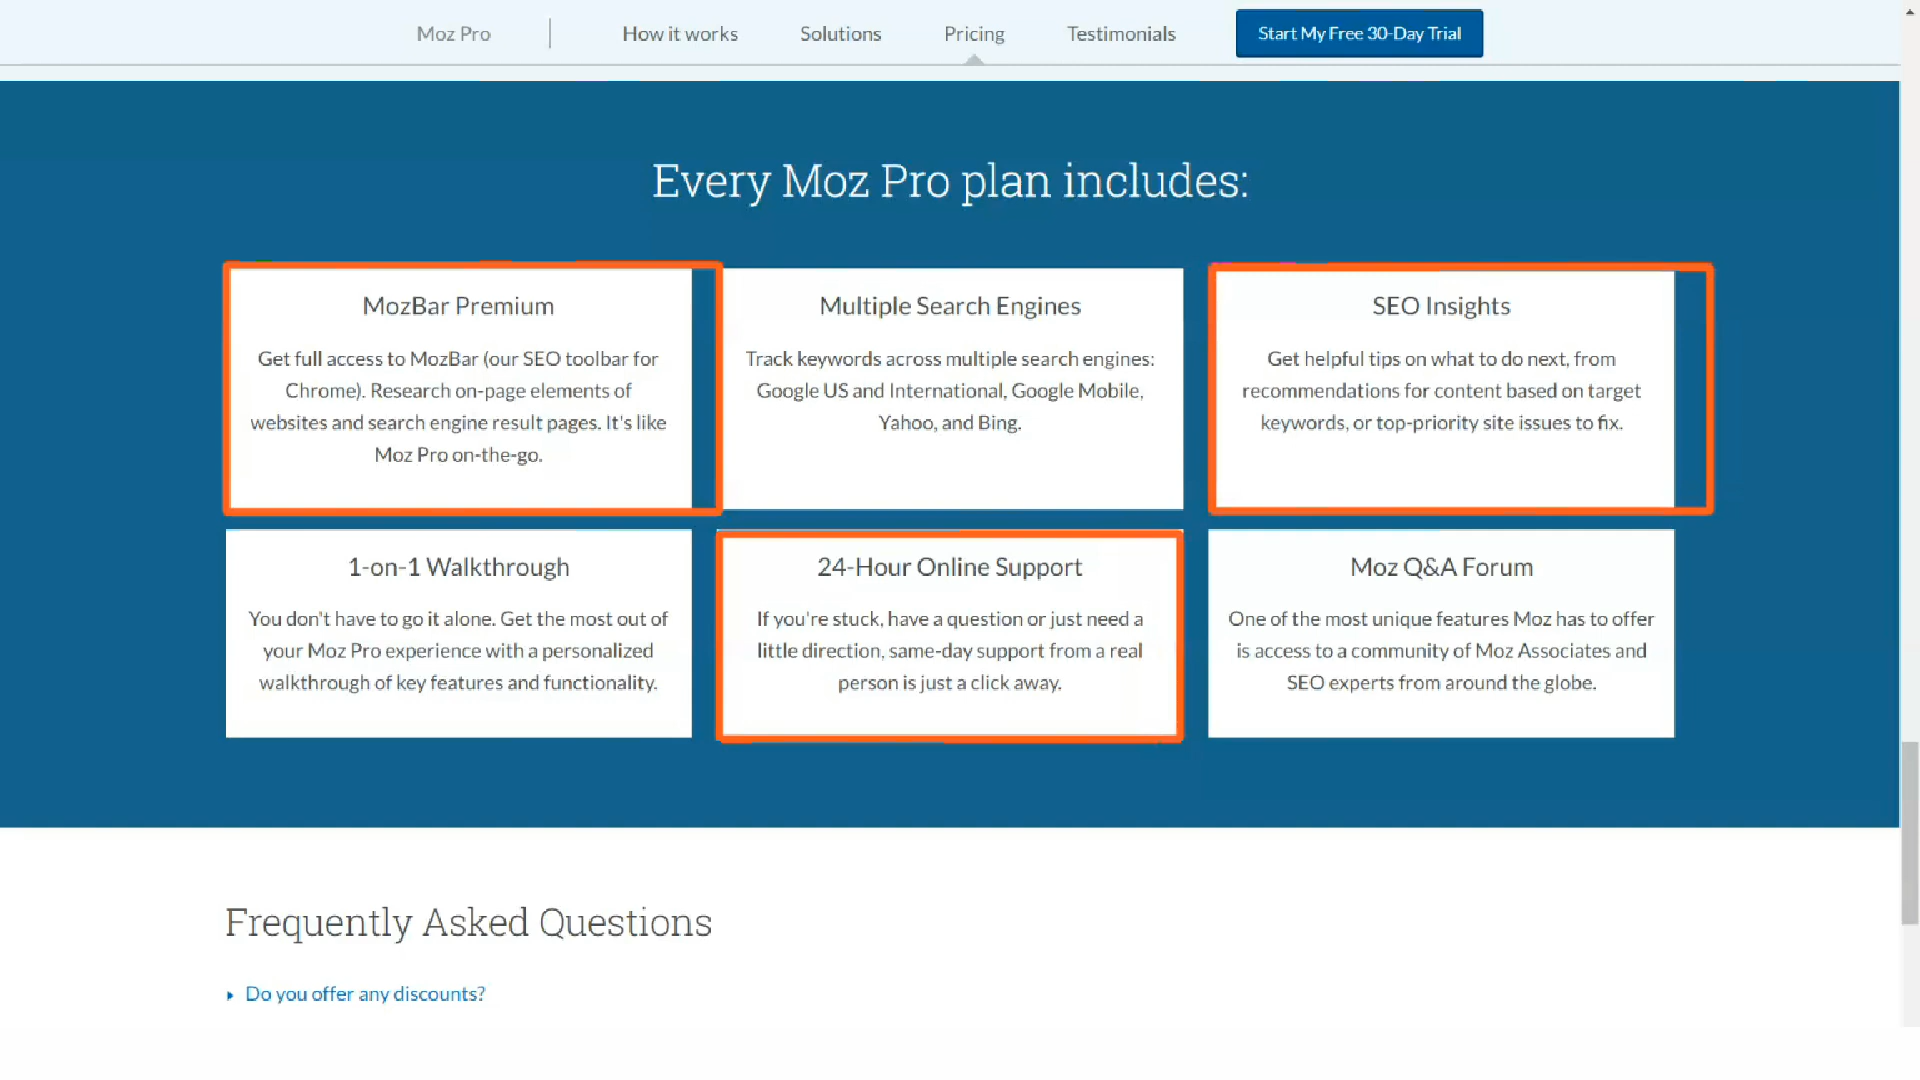 Moz Pro
How it works
Solutions
Pricing
Testimonials
Start My Free 30-Day Trial
Every Moz Pro plan includes:
MozBar Premium
Get full access to MozBar (our SEO toolbar for
Chrome). Research on-page elements of
websites and search engine result pages. It's like
Moz Pro on-the-go.
Multiple Search Engines
Track keywords across multiple search engines:
Google US and International, Google Mobile,
Yahoo, and Bing.
SEO Insights
Get helpful tips on what to do next, from
recommendations for content based on target
keywords, or top-priority site issues to fix.
1-on-1 Walkthrough
You don't have to go it alone. Get the most out of
your Moz Pro experience with a personalized
walkthrough of key features and functionality.
24-Hour Online Support
If you're stuck, have a question or just need a
little direction, same-day support from a real
person is just a click away.
Moz Q&A Forum
One of the most unique features Moz has to offer
is access to a community of Moz Associates and
SEO experts from around the globe.
Frequently Asked Questions
Do you offer any discounts?